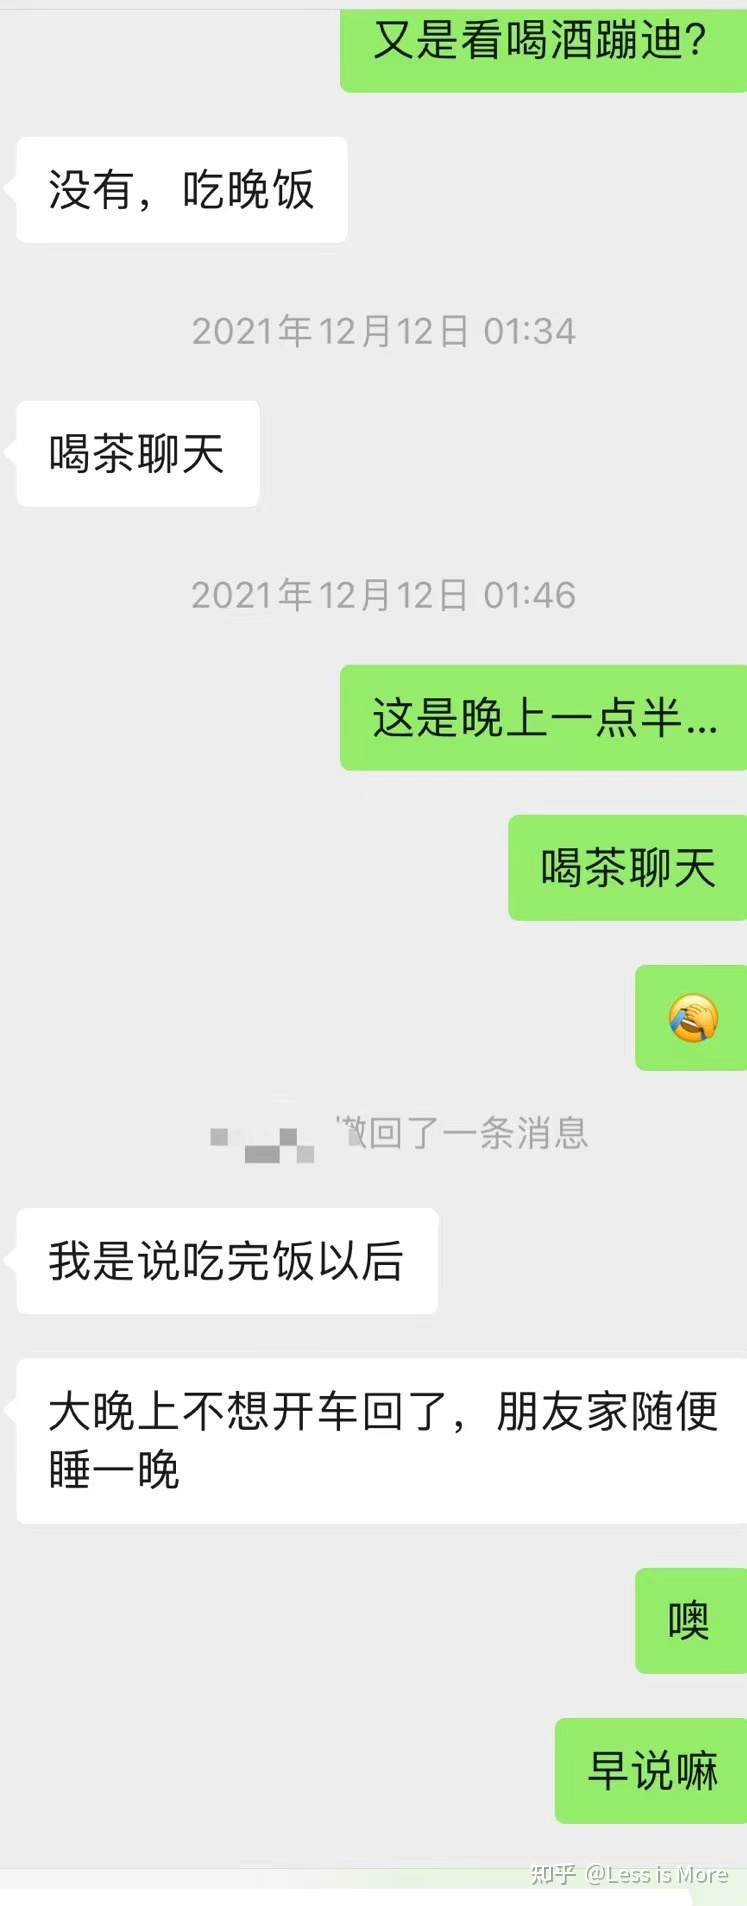 又是看喝酒蹦迪?
没有，吃晚饭
2021年12月12日 01:34
喝茶聊天
2021年12月12日 01:46
这是晚上一点半...
喝茶聊天
撤回了一条消息
我是说吃完饭以后
大晚上不想开车回了，朋友家随便
睡一晚
噢
早说嘛
知乎 @Less is More